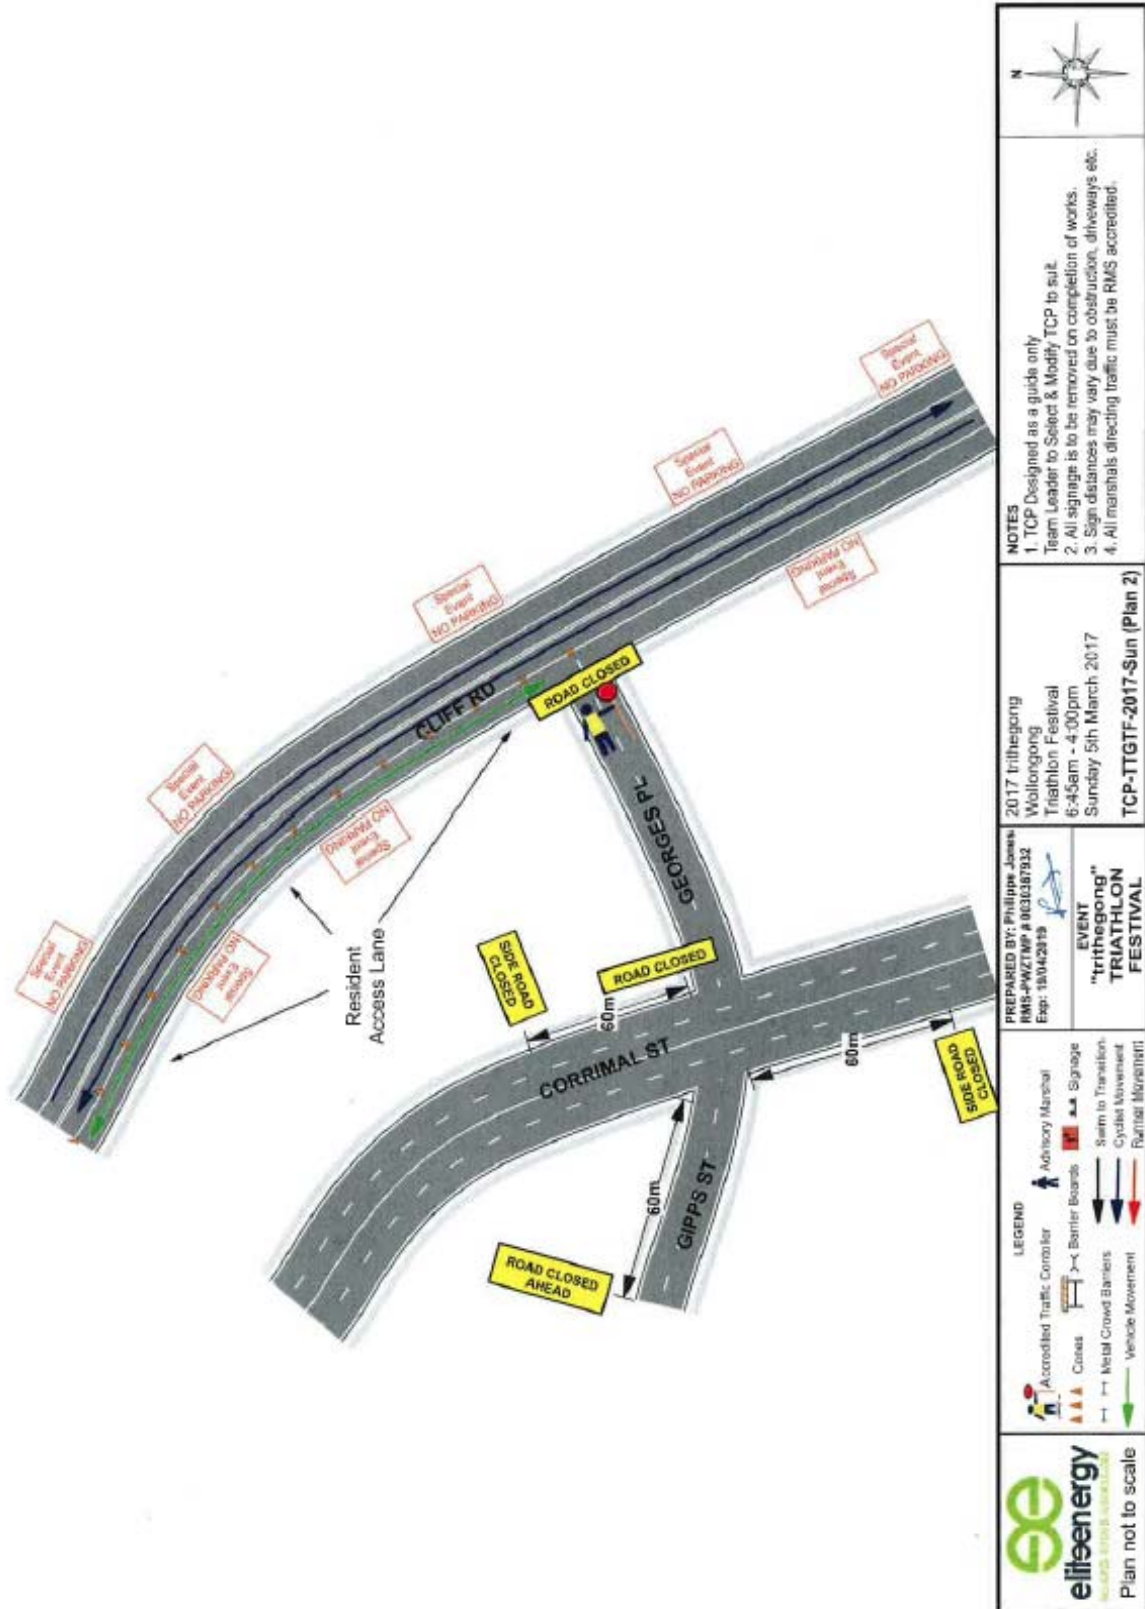 Special
Event
NO PARKING
Special
Event
NO PARKING
Special
Event
NO PARKING
Special
Event
NO PARKING
Special
Event
NO PARKING
Special
Event
NO PARKING
Special
Event
NO PARKING
Special
Event
NO PARKING
CLIFF RD
ROAD CLOSED
GEORGES PL
Resident
Access Lane
SIDE ROAD
CLOSED
ROAD CLOSED
60m
CORRIMAL ST
60m
SIDE ROAD
CLOSED
60m
GIPPS ST
ROAD CLOSED
AHEAD
eliteenergy
Plan not to scale
LEGEND
Accredited Traffic Controller
Advisory Marshal
Cones
Barrier Boards
Signage
Metal Crowd Barriers
Swim to Transition
Cyclist Movement
Vehicle Movement
Runner Movement
PREPARED BY: Philippe Jones
Exp: 18/04/2019
EVENT
"trithegong"
TRIATHLON
FESTIVAL
2017 trithegong
Wollongong
Triathlon Festival
6:45am - 4:00pm
Sunday 5th March 2017
TCP-TTGTF-2017-Sun (Plan 2)
NOTES
1. TCP Designed as a guide only
Team Leader to Select & Modify TCP to suit.
2. All signage is to be removed on completion of works.
3. Sign distances may vary due to obstruction, driveways etc.
4. All marshals directing traffic must be RMS accredited.
N